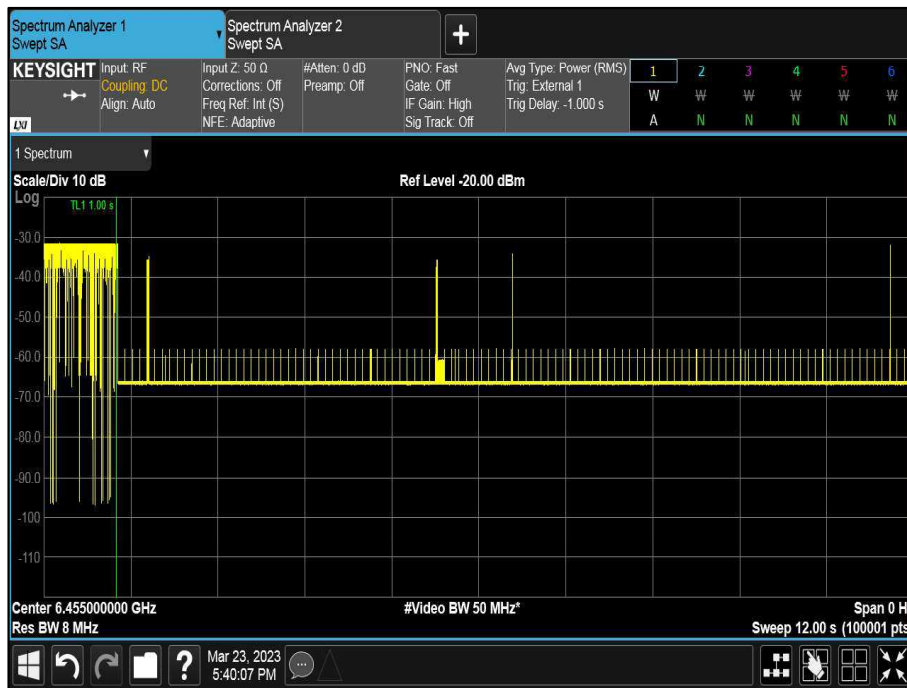 Spectrum Analyzer 1
Swept SA
Spectrum Analyzer 2
Swept SA
KEYSIGHT
LXI
Input: RF
Coupling: DC
Align: Auto
Input Z: 50 Ω
Corrections: Off
Freq Ref: Int (S)
NFE: Adaptive
#Atten: 0 dB
Preamp: Off
PNO: Fast
Gate: Off
IF Gain: High
Sig Track: Off
Avg Type: Power (RMS)
Trig: External 1
Trig Delay: -1.000 s
1 2 3 4 5 6
W W W W W W
A N N N N N
1 Spectrum
Scale/Div 10 dB
Ref Level -20.00 dBm
Log
TL1 1.00 s
-30.0
-40.0
-50.0
-60.0
-70.0
-80.0
-90.0
-100
-110
Center 6.455000000 GHz
#Video BW 50 MHz*
Span 0 H
Res BW 8 MHz
Sweep 12.00 s (100001 pts
?
Mar 23, 2023
5:40:07 PM